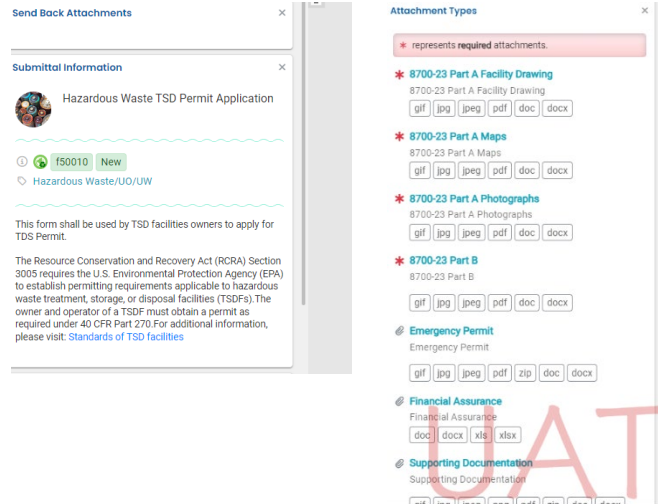 Send Back Attachments ×
Submittal Information ×
Hazardous Waste TSD Permit Application
f50010 New
Hazardous Waste/UO/UW
This form shall be used by TSD facilities owners to apply for
TDS Permit.
The Resource Conservation and Recovery Act (RCRA) Section
3005 requires the U.S. Environmental Protection Agency (EPA)
to establish permitting requirements applicable to hazardous
waste treatment, storage, or disposal facilities (TSDFs).The
owner and operator of a TSDF must obtain a permit as
required under 40 CFR Part 270.For additional information,
please visit: Standards of TSD facilities
Attachment Types ×
* represents required attachments.
* 8700-23 Part A Facility Drawing
8700-23 Part A Facility Drawing
gif jpg jpeg pdf doc docx
* 8700-23 Part A Maps
8700-23 Part A Maps
gif jpg jpeg pdf doc docx
* 8700-23 Part A Photographs
8700-23 Part A Photographs
gif jpg jpeg pdf doc docx
* 8700-23 Part B
8700-23 Part B
gif jpg jpeg pdf doc docx
Emergency Permit
Emergency Permit
gif jpg jpeg pdf zip doc docx
Financial Assurance
Financial Assurance
doc docx xls xlsx
Supporting Documentation
Supporting Documentation
UAT